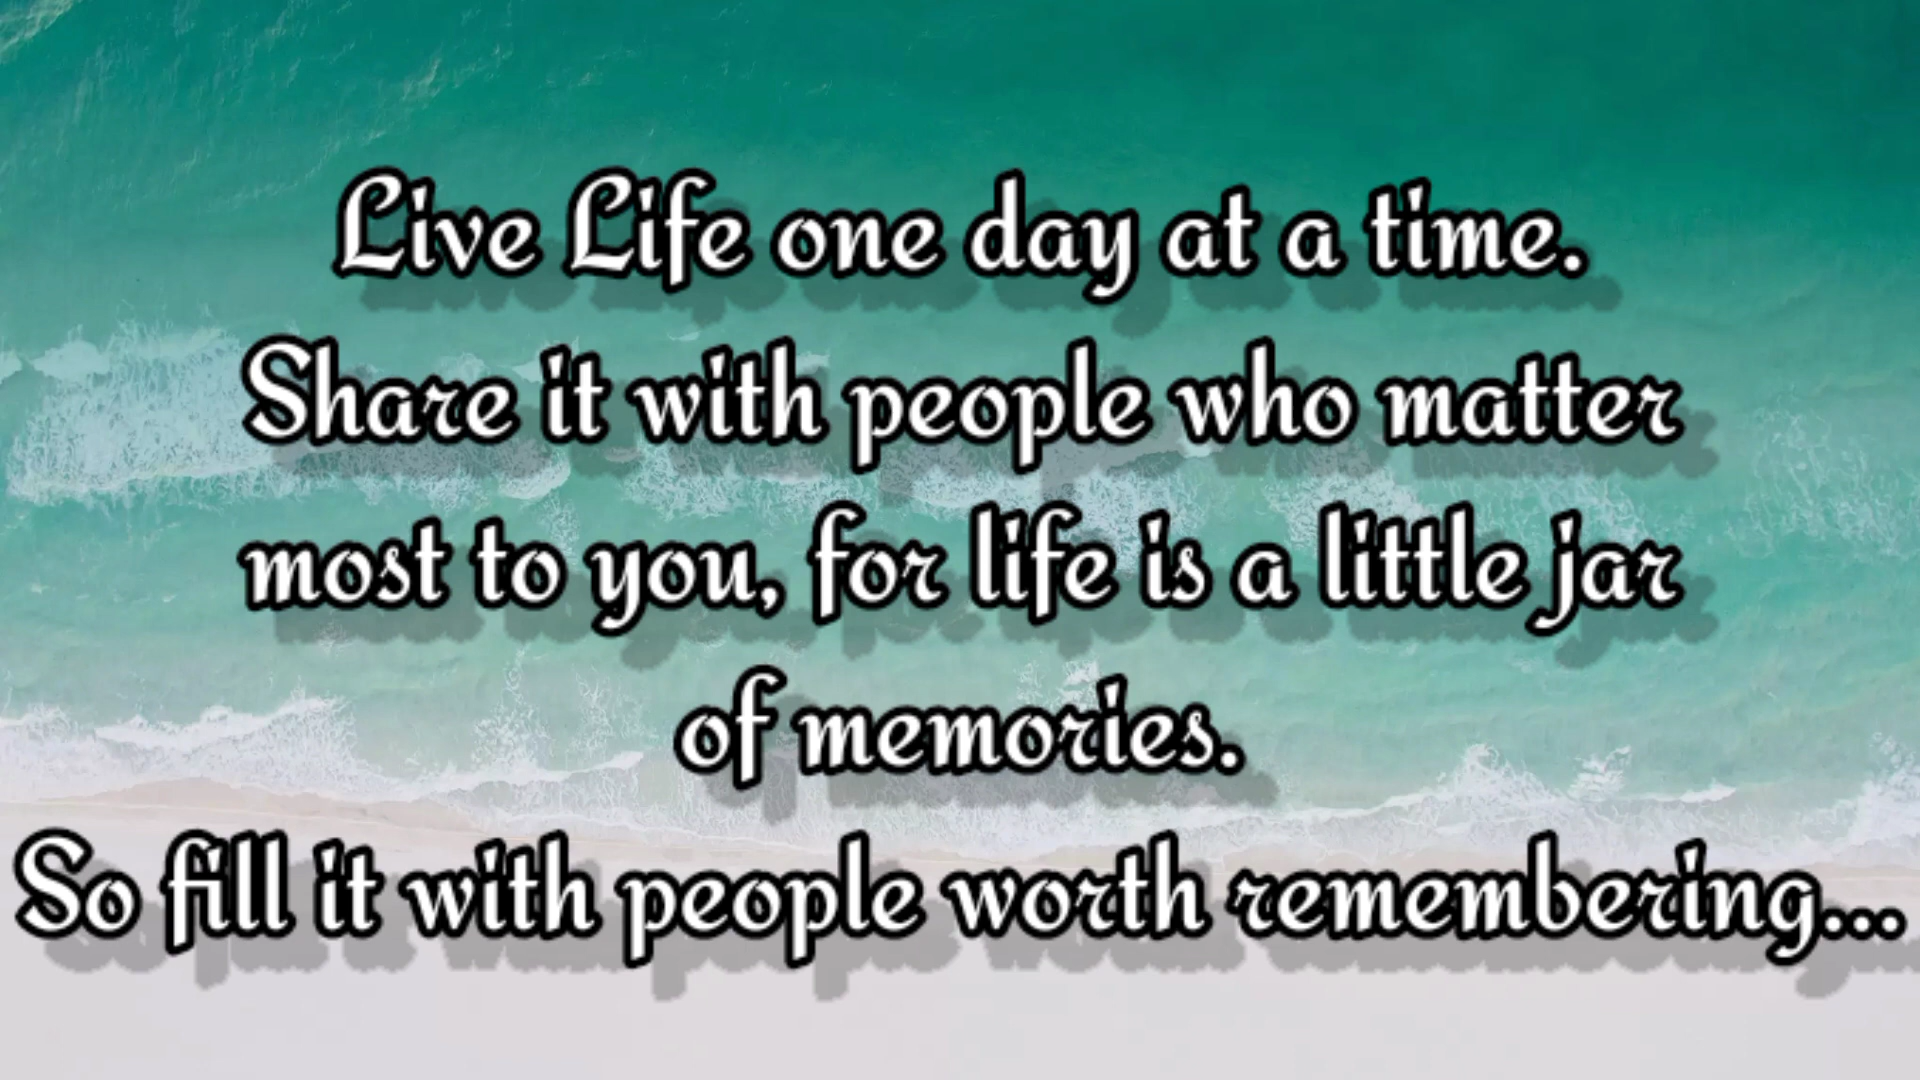 Live Life one day at a time.
Share it with people who matter
most to you, for life is a little jar
of memories.
So fill it with people worth remembering...